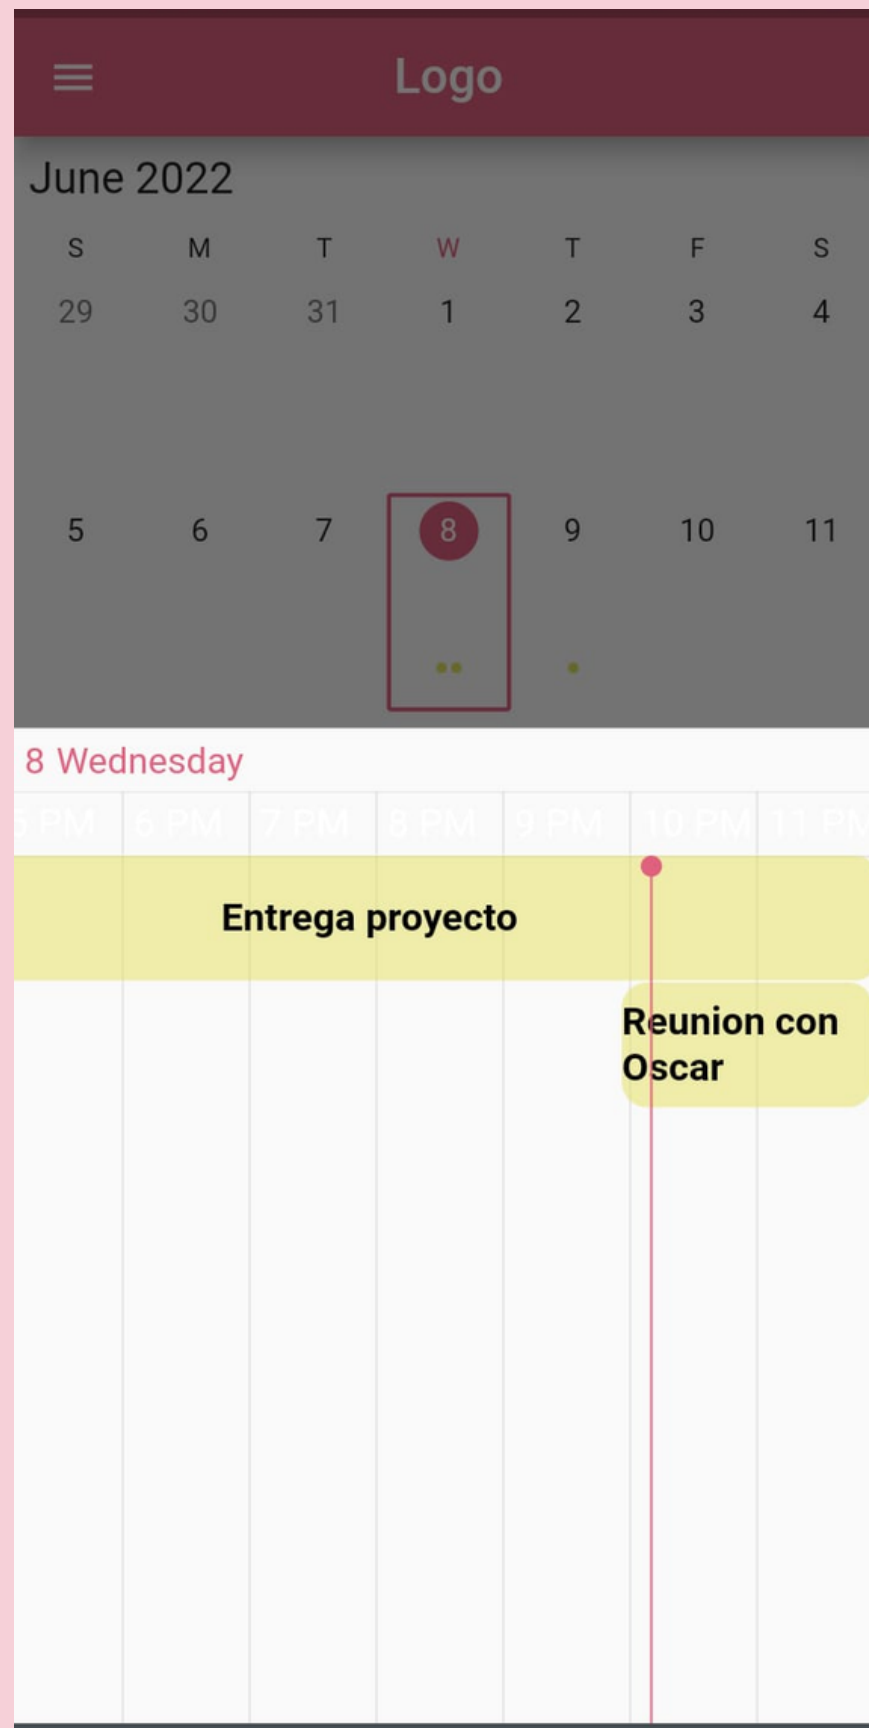 Logo
June 2022
S M T W T F S
29 30 31 1 2 3 4
5 6 7 8 9 10 11
8 Wednesday
PM 6 PM 7 PM 8 PM 9 PM 10 PM 11 PM
Entrega proyecto
Reunion con
Oscar